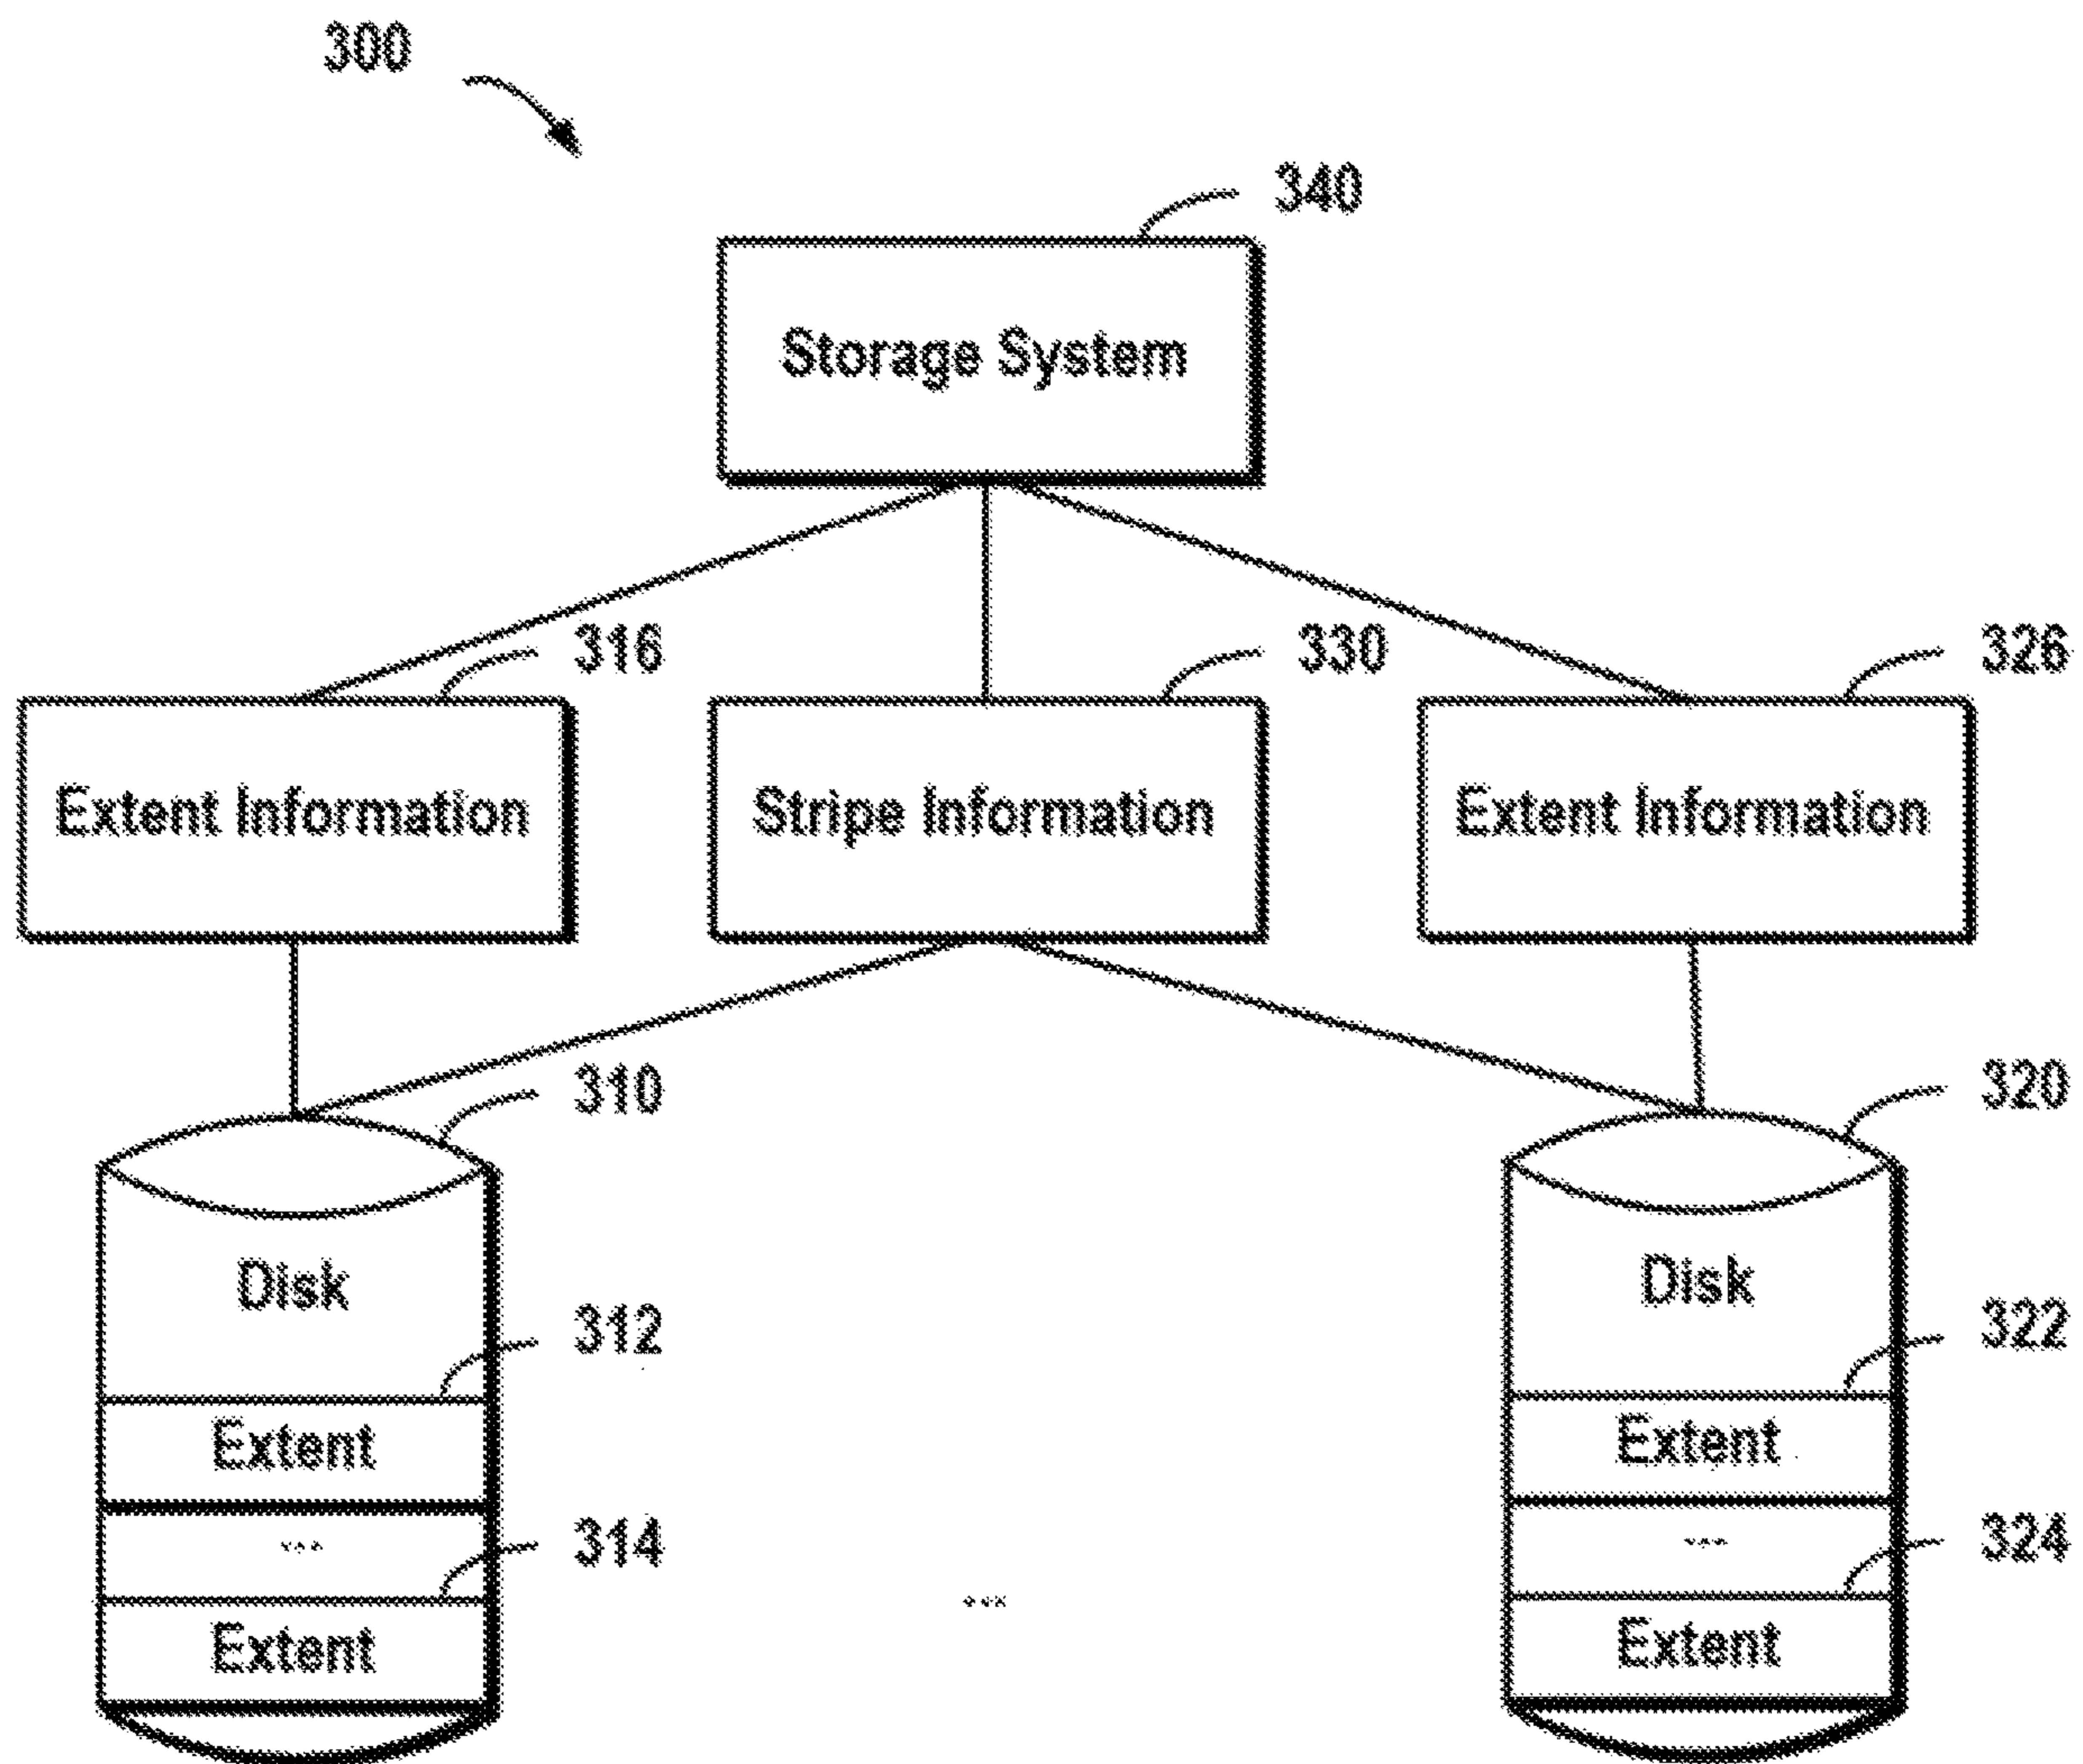 300
340
Storage System
316
330
326
Extent Information
Stripe Information
Extent Information
310
320
Disk
Disk
312
322
Extent
Extent
...
314
...
324
...
Extent
Extent